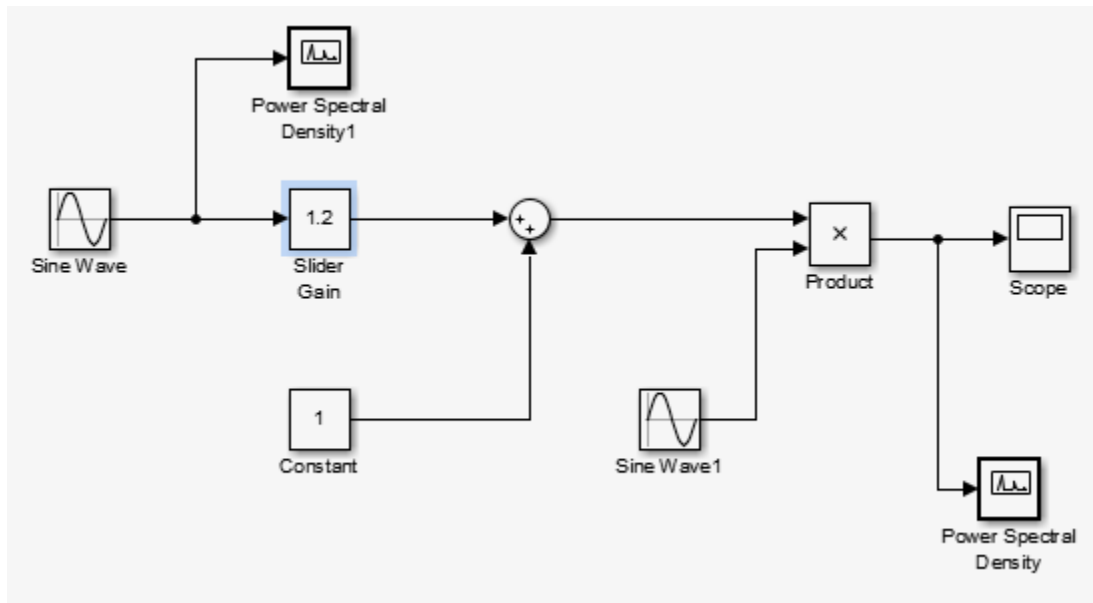 Power Spectral
Density1
Sine Wave
1.2
Slider
Gain
+
+
×
Product
Scope
1
Constant
Sine Wave1
Power Spectral
Density